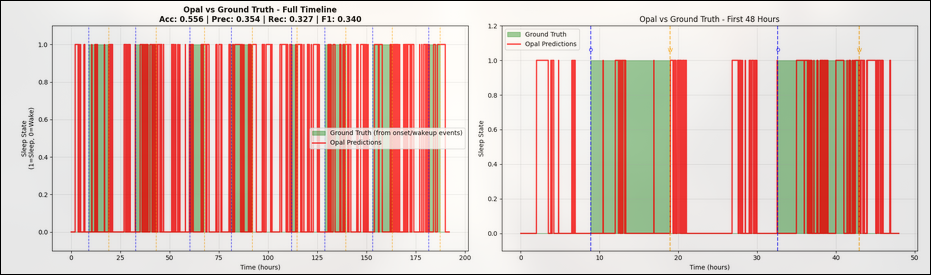 Opal vs Ground Truth - Full Timeline
Acc: 0.556 | Prec: 0.354 | Rec: 0.327 | F1: 0.340
Sleep State
(1=Sleep, 0=Wake)
1.0
0.8
0.6
0.4
0.2
0.0
Ground Truth (from onset/wakeup events)
Opal Predictions
0
25
50
75
100
125
150
175
200
Time (hours)
Opal vs Ground Truth - First 48 Hours
Sleep State
1.2
1.0
0.8
0.6
0.4
0.2
0.0
Ground Truth
Opal Predictions
0
10
20
30
40
50
Time (hours)